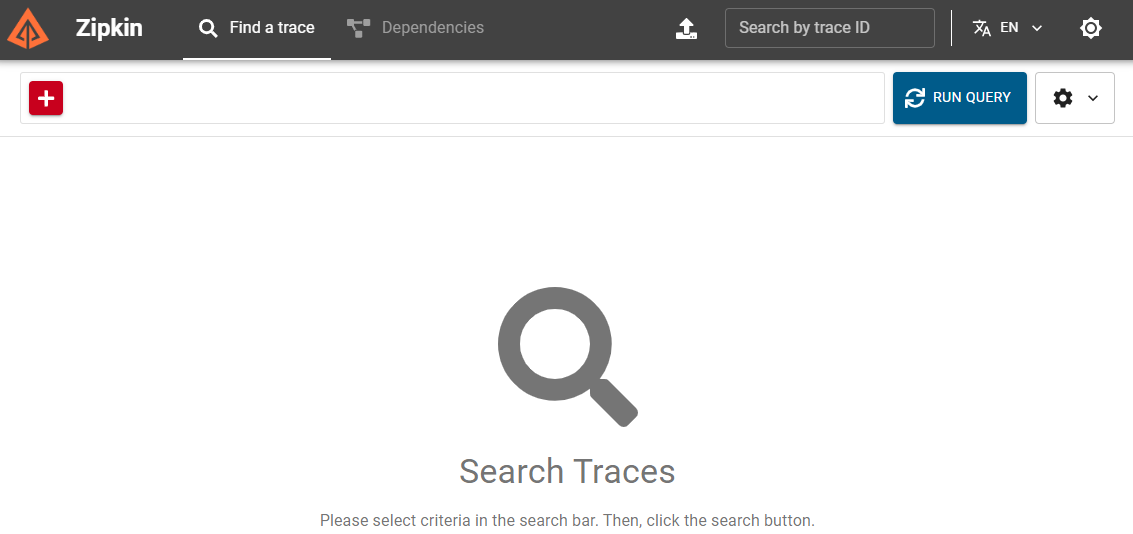 Zipkin
Find a trace
Dependencies
Search by trace ID
EN
RUN QUERY
Search Traces
Please select criteria in the search bar. Then, click the search button.